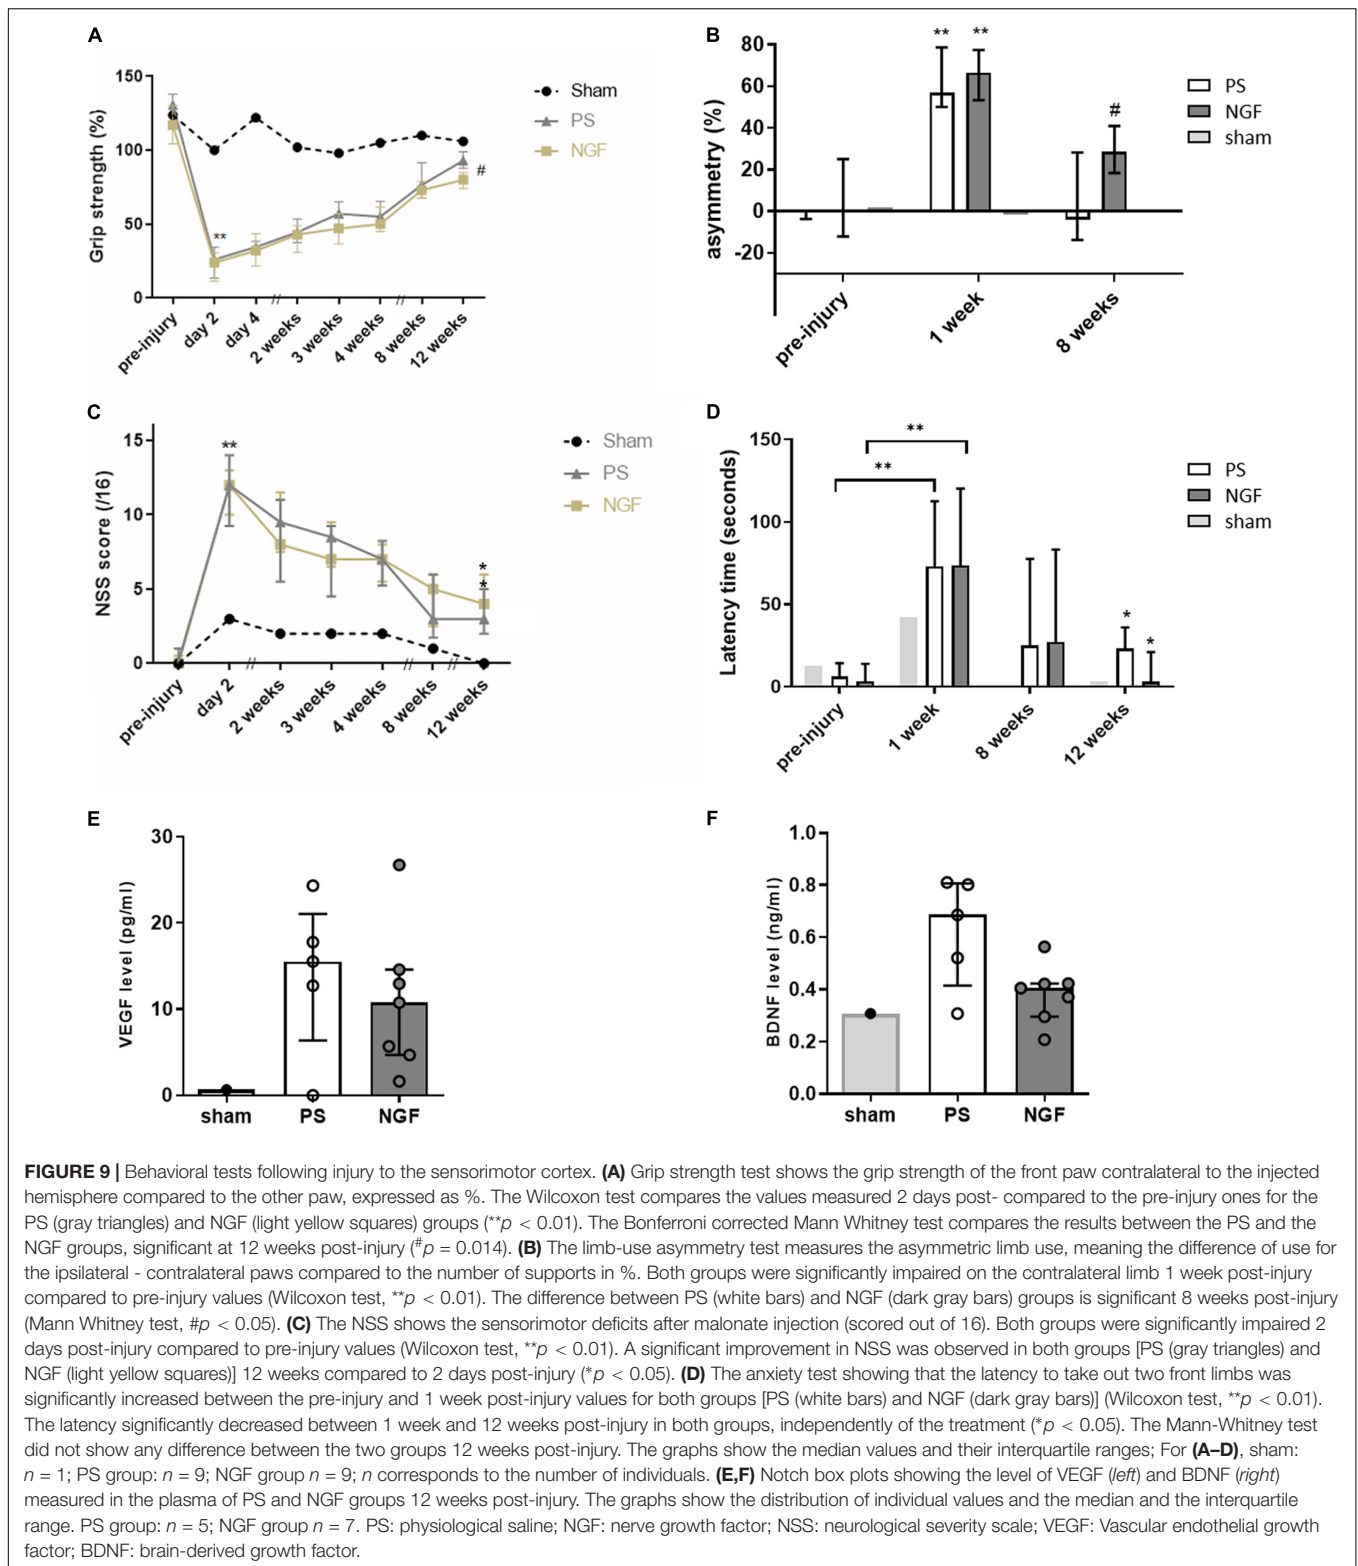 A
Grip strength (%)
150
100
50
0
**
#
pre-injury
day 2
day 4
2 weeks
3 weeks
4 weeks
8 weeks
12 weeks
Sham
PS
NGF
B
asymmetry (%)
80
60
40
20
0
-20
**
**
#
pre-injury
1 week
8 weeks
PS
NGF
sham
C
NSS score (/16)
15
10
5
0
**
*
*
pre-injury
day 2
2 weeks
3 weeks
4 weeks
8 weeks
12 weeks
Sham
PS
NGF
D
Latency time (seconds)
150
100
50
0
**
**
*
*
pre-injury
1 week
8 weeks
12 weeks
PS
NGF
sham
E
VEGF level (pg/ml)
30
20
10
0
sham
PS
NGF
F
BDNF level (ng/ml)
1.0
0.8
0.6
0.4
0.2
0.0
sham
PS
NGF
FIGURE 9 | Behavioral tests following injury to the sensorimotor cortex. (A) Grip strength test shows the grip strength of the front paw contralateral to the injected
hemisphere compared to the other paw, expressed as %. The Wilcoxon test compares the values measured 2 days post- compared to the pre-injury ones for the
PS (gray triangles) and NGF (light yellow squares) groups (**p < 0.01). The Bonferroni corrected Mann Whitney test compares the results between the PS and the
NGF groups, significant at 12 weeks post-injury (#p = 0.014). (B) The limb-use asymmetry test measures the asymmetric limb use, meaning the difference of use for
the ipsilateral - contralateral paws compared to the number of supports in %. Both groups were significantly impaired on the contralateral limb 1 week post-injury
compared to pre-injury values (Wilcoxon test, **p < 0.01). The difference between PS (white bars) and NGF (dark gray bars) groups is significant 8 weeks post-injury
(Mann Whitney test, #p < 0.05). (C) The NSS shows the sensorimotor deficits after malonate injection (scored out of 16). Both groups were significantly impaired 2
days post-injury compared to pre-injury values (Wilcoxon test, **p < 0.01). A significant improvement in NSS was observed in both groups [PS (gray triangles) and
NGF (light yellow squares)] 12 weeks compared to 2 days post-injury (*p < 0.05). (D) The anxiety test showing that the latency to take out two front limbs was
significantly increased between the pre-injury and 1 week post-injury values for both groups [PS (white bars) and NGF (dark gray bars)] (Wilcoxon test, **p < 0.01).
The latency significantly decreased between 1 week and 12 weeks post-injury in both groups, independently of the treatment (*p < 0.05). The Mann-Whitney test
did not show any difference between the two groups 12 weeks post-injury. The graphs show the median values and their interquartile ranges; For (A–D), sham:
n = 1; PS group: n = 9; NGF group n = 9; n corresponds to the number of individuals. (E,F) Notch box plots showing the level of VEGF (left) and BDNF (right)
measured in the plasma of PS and NGF groups 12 weeks post-injury. The graphs show the distribution of individual values and the median and the interquartile
range. PS group: n = 5; NGF group n = 7. PS: physiological saline; NGF: nerve growth factor; NSS: neurological severity scale; VEGF: Vascular endothelial growth
factor; BDNF: brain-derived growth factor.